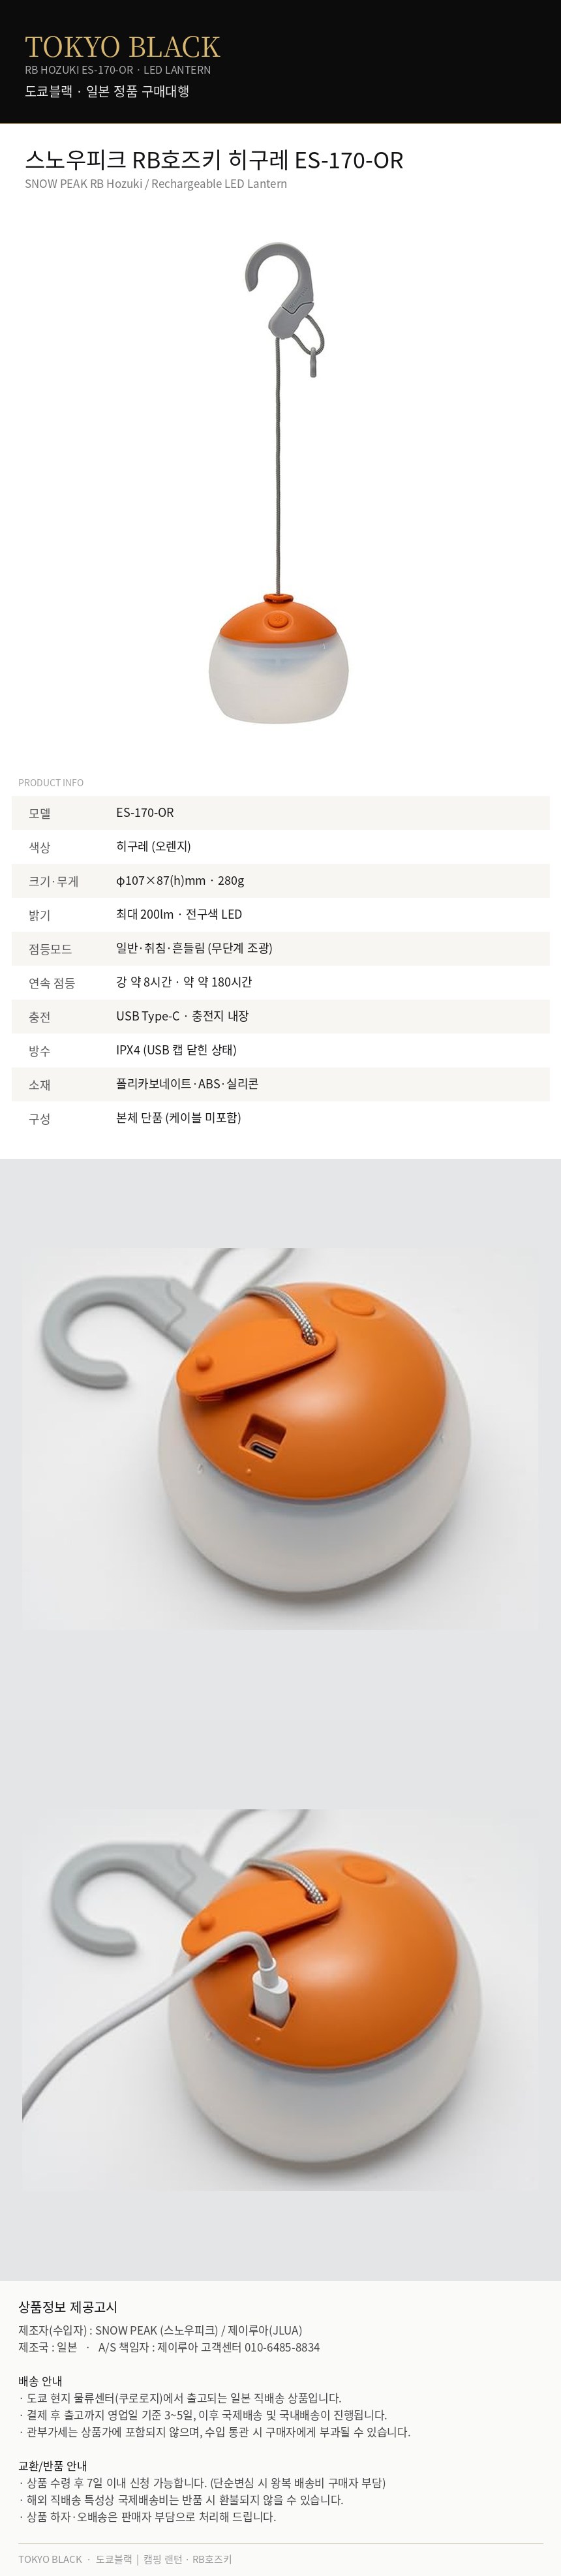 TOKYO BLACK
RB HOZUKI ES-170-OR · LED LANTERN
도쿄블랙 · 일본 정품 구매대행
스노우피크 RB호즈키 히구레 ES-170-OR
SNOW PEAK RB Hozuki / Rechargeable LED Lantern
PRODUCT INFO
모델 ES-170-OR
색상 히구레 (오렌지)
크기·무게 φ107×87(h)mm · 280g
밝기 최대 200lm · 전구색 LED
점등모드 일반·취침·흔들림 (무단계 조광)
연속 점등 강 약 8시간 · 약 약 180시간
충전 USB Type-C · 충전지 내장
방수 IPX4 (USB 캡 닫힌 상태)
소재 폴리카보네이트·ABS·실리콘
구성 본체 단품 (케이블 미포함)
상품정보 제공고시
제조자(수입자) : SNOW PEAK (스노우피크) / 제이루아(JLUA)
제조국 : 일본 · A/S 책임자 : 제이루아 고객센터 010-6485-8834
배송 안내
· 도쿄 현지 물류센터(쿠로로지)에서 출고되는 일본 직배송 상품입니다.
· 결제 후 출고까지 영업일 기준 3~5일, 이후 국제배송 및 국내배송이 진행됩니다.
· 관부가세는 상품가에 포함되지 않으며, 수입 통관 시 구매자에게 부과될 수 있습니다.
교환/반품 안내
· 상품 수령 후 7일 이내 신청 가능합니다. (단순변심 시 왕복 배송비 구매자 부담)
· 해외 직배송 특성상 국제배송비는 반품 시 환불되지 않을 수 있습니다.
· 상품 하자·오배송은 판매자 부담으로 처리해 드립니다.
TOKYO BLACK · 도쿄블랙 | 캠핑 랜턴 · RB호즈키